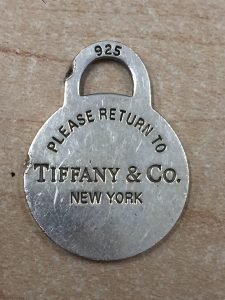 925
PLEASE RETURN TO
TIFFANY & CO.
NEW YORK